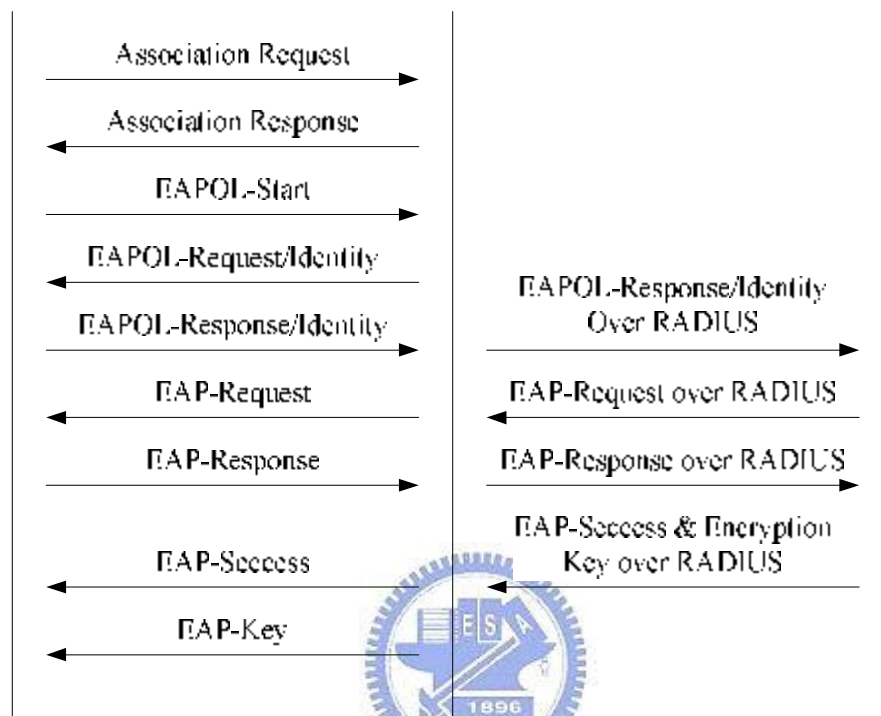 Association Request
Association Response
EAPOL-Start
EAPOL-Request/Identity
EAPOL-Response/Identity
Over RADIUS
EAPOL-Response/Identity
EAP-Request
EAP-Request over RADIUS
EAP-Response
EAP-Response over RADIUS
EAP-Seccess & Encryption
Key over RADIUS
EAP-Seccess
EAP-Key
E S A
1896